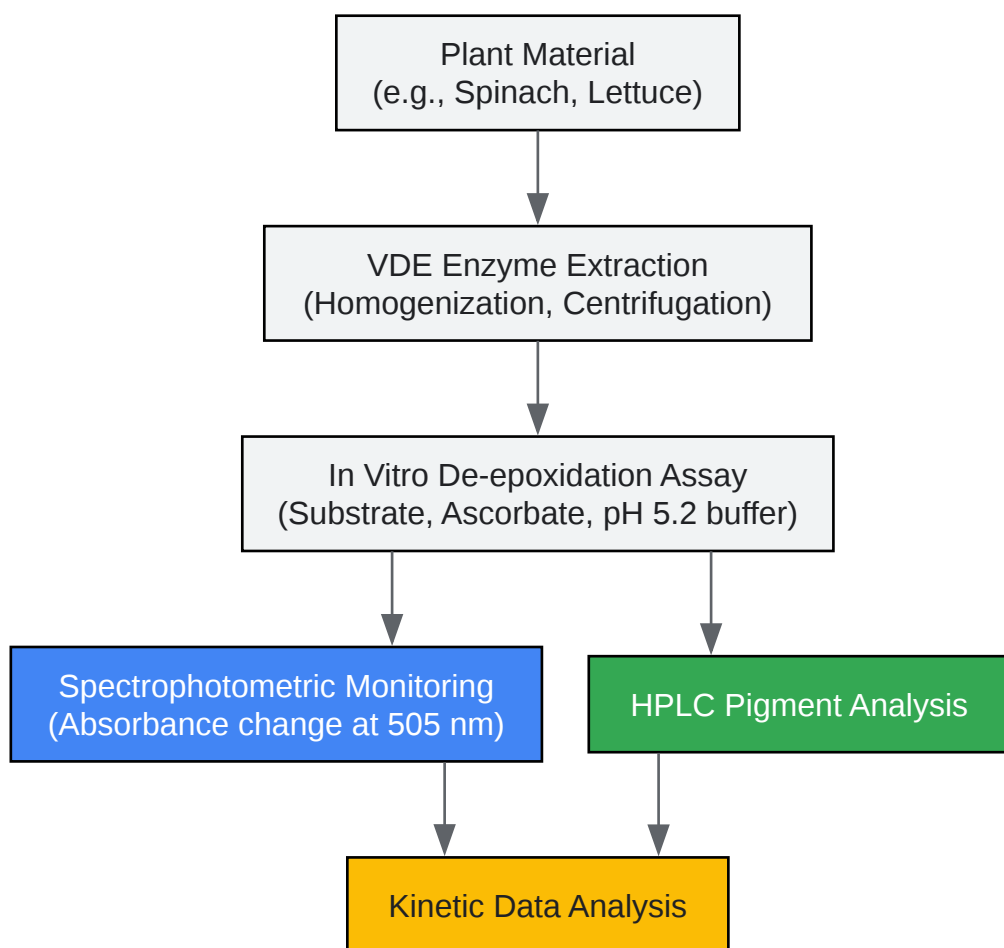 Plant Material
(e.g., Spinach, Lettuce)
VDE Enzyme Extraction
(Homogenization, Centrifugation)
In Vitro De-epoxidation Assay
(Substrate, Ascorbate, pH 5.2 buffer)
Spectrophotometric Monitoring
(Absorbance change at 505 nm)
HPLC Pigment Analysis
Kinetic Data Analysis